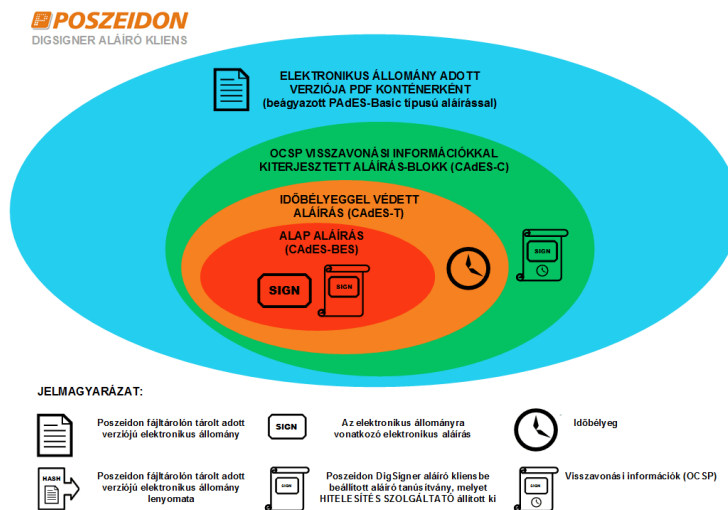 POSZEIDON
DIGSIGNER ALÁÍRÓ KLIENS
ELEKTRONIKUS ÁLLOMÁNY ADOTT
VERZIÓJA PDF KONTÉNERKÉNT
(beágyazott PAdES-Basic típusú aláírással)
OCSP VISSZAVONÁSI INFORMÁCIÓKKAL
KITERJESZTETT ALÁÍRÁS-BLOKK (CAdES-C)
IDŐBÉLYEGGEL VÉDETT
ALÁÍRÁS (CAdES-T)
ALAP ALÁÍRÁS
(CAdES-BES)
SIGN
SIGN
SIGN
JELMAGYARÁZAT:
Poszeidon fájltárolón tárolt adott
verziójú elektronikus állomány
SIGN
Az elektronikus állományra
vonatkozó elektronikus aláírás
Időbélyeg
HASH
Poszeidon fájltárolón tárolt adott
verziójú elektronikus állomány
lenyomata
SIGN
Poszeidon DigSigner aláíró kliensbe
beállított aláíró tanúsítvány, melyet
HITELESÍTÉS SZOLGÁLTATÓ állított ki
SIGN
Visszavonási információk (OCSP)